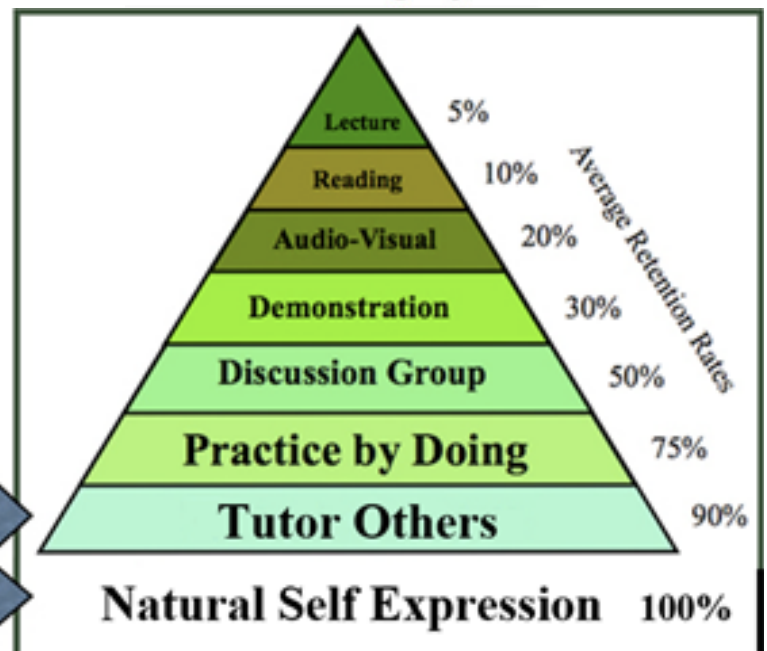 Lecture 5%
Reading 10%
Audio-Visual 20%
Demonstration 30%
Discussion Group 50%
Practice by Doing 75%
Tutor Others 90%
Natural Self Expression 100%
Average Retention Rates